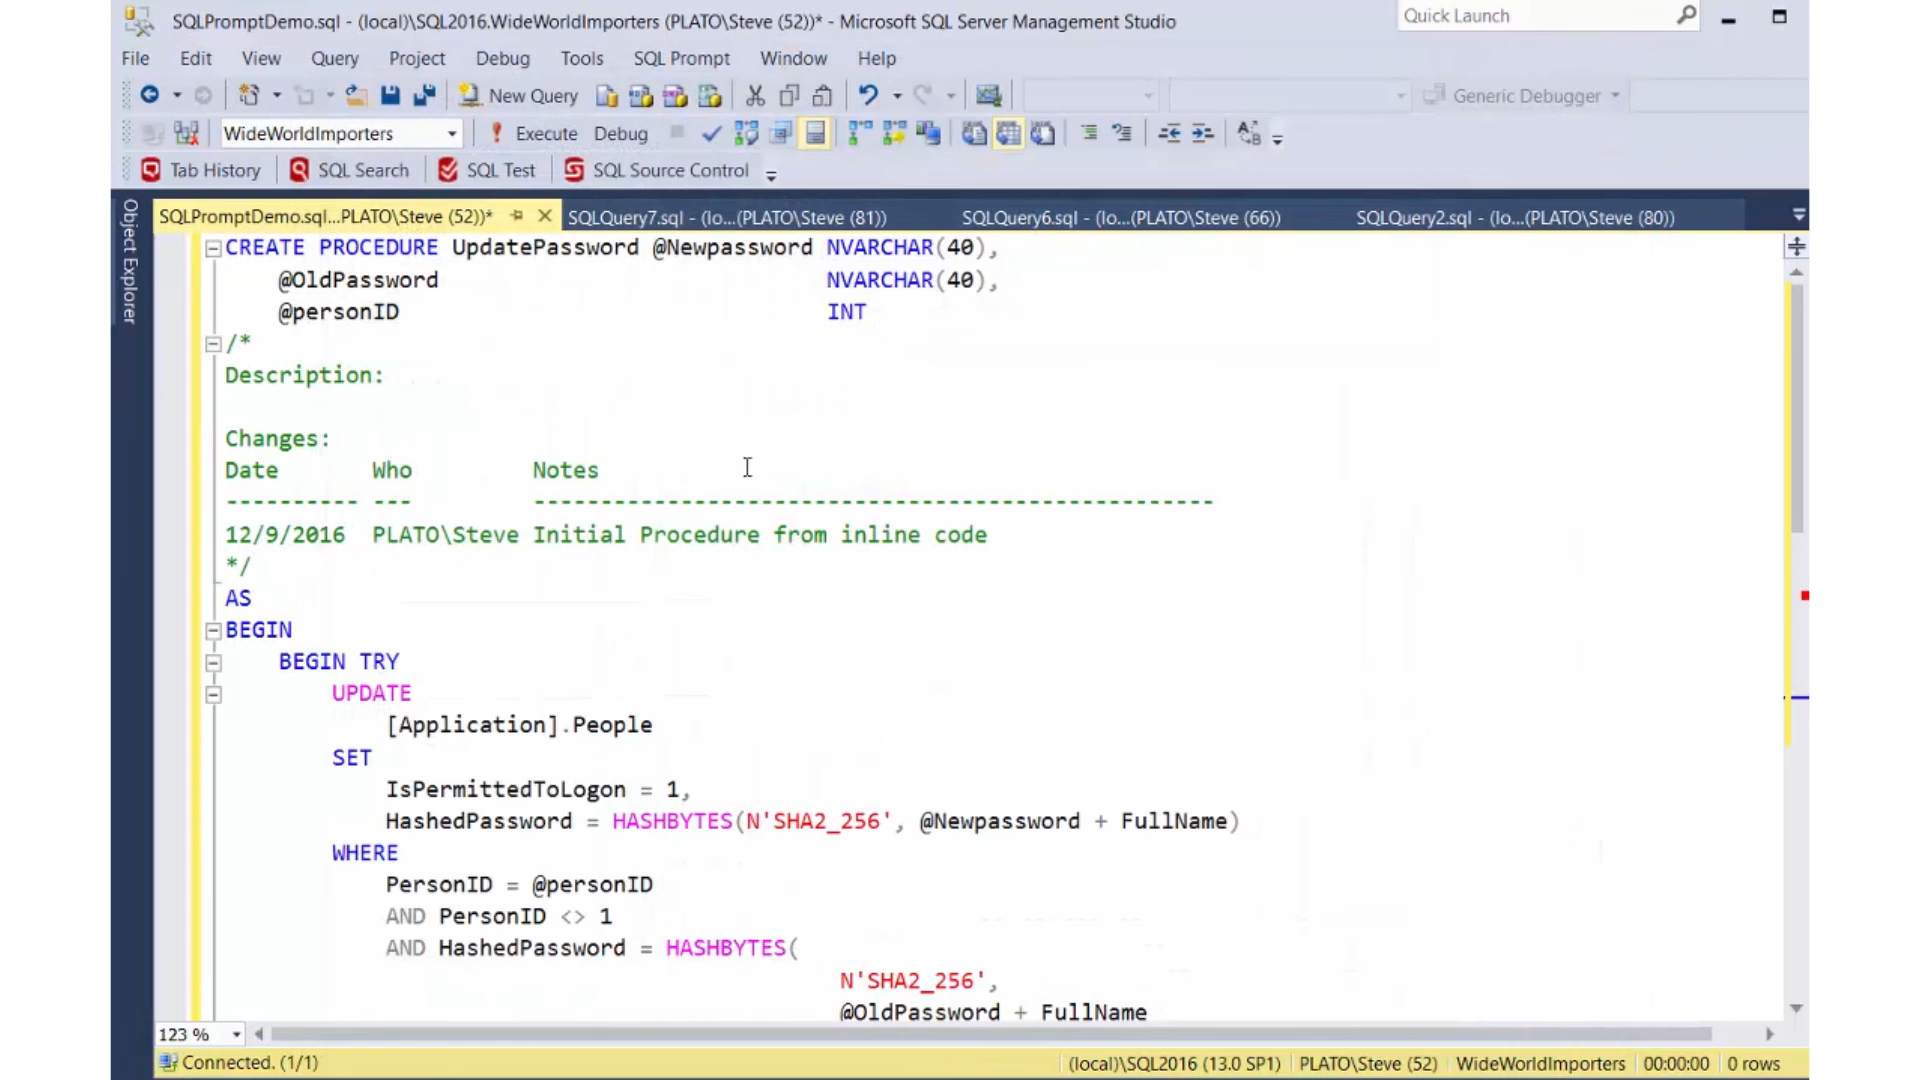 SQLPromptDemo.sql - (local)\SQL2016.WideWorldImporters (PLATO\Steve (52))* - Microsoft SQL Server Management Studio
Quick Launch
File Edit View Query Project Debug Tools SQL Prompt Window Help
New Query
Generic Debugger
WideWorldImporters
Execute Debug
Tab History SQL Search SQL Test SQL Source Control
Object Explorer
SQLPromptDemo.sql...PLATO\Steve (52))* SQLQuery7.sql - (lo...(PLATO\Steve (81)) SQLQuery6.sql - (lo...(PLATO\Steve (66)) SQLQuery2.sql - (lo...(PLATO\Steve (80))
CREATE PROCEDURE UpdatePassword @Newpassword NVARCHAR(40),
@OldPassword NVARCHAR(40),
@personID INT
/*
Description:
Changes:
Date Who Notes
---------- --- ---------------------------------------------------
12/9/2016 PLATO\Steve Initial Procedure from inline code
*/
AS
BEGIN
BEGIN TRY
UPDATE
[Application].People
SET
IsPermittedToLogon = 1,
HashedPassword = HASHBYTES(N'SHA2_256', @Newpassword + FullName)
WHERE
PersonID = @personID
AND PersonID <> 1
AND HashedPassword = HASHBYTES(
N'SHA2_256',
@OldPassword + FullName
123 %
Connected. (1/1)
(local)\SQL2016 (13.0 SP1) PLATO\Steve (52) WideWorldImporters 00:00:00 0 rows